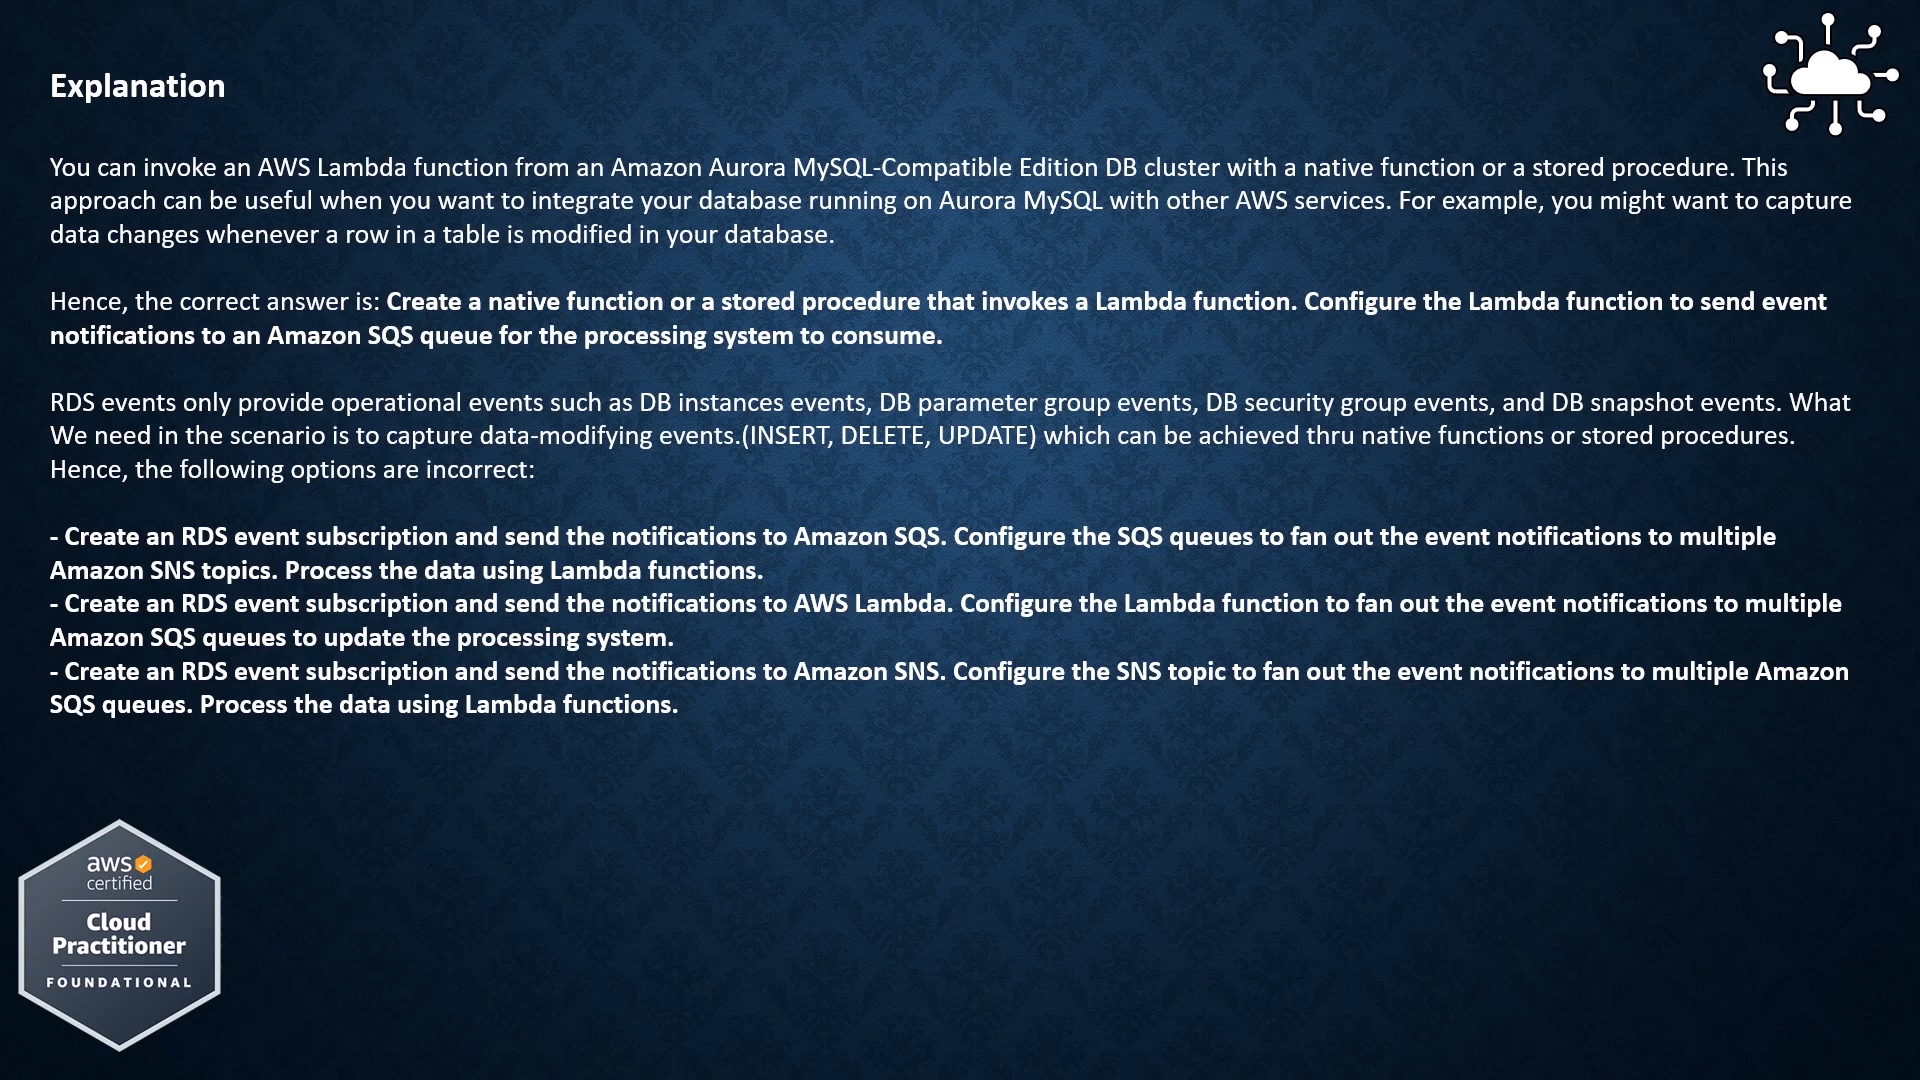 Explanation
You can invoke an AWS Lambda function from an Amazon Aurora MySQL-Compatible Edition DB cluster with a native function or a stored procedure. This
approach can be useful when you want to integrate your database running on Aurora MySQL with other AWS services. For example, you might want to capture
data changes whenever a row in a table is modified in your database.
Hence, the correct answer is: Create a native function or a stored procedure that invokes a Lambda function. Configure the Lambda function to send event
notifications to an Amazon SQS queue for the processing system to consume.
RDS events only provide operational events such as DB instances events, DB parameter group events, DB security group events, and DB snapshot events. What
We need in the scenario is to capture data-modifying events.(INSERT, DELETE, UPDATE) which can be achieved thru native functions or stored procedures.
Hence, the following options are incorrect:
- Create an RDS event subscription and send the notifications to Amazon SQS. Configure the SQS queues to fan out the event notifications to multiple
Amazon SNS topics. Process the data using Lambda functions.
- Create an RDS event subscription and send the notifications to AWS Lambda. Configure the Lambda function to fan out the event notifications to multiple
Amazon SQS queues to update the processing system.
- Create an RDS event subscription and send the notifications to Amazon SNS. Configure the SNS topic to fan out the event notifications to multiple Amazon
SQS queues. Process the data using Lambda functions.
aws
certified
Cloud
Practitioner
FOUNDATIONAL